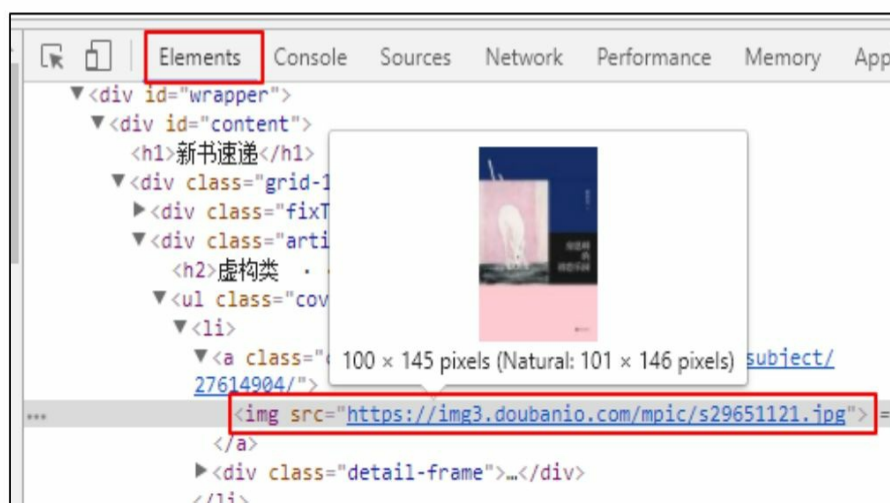 Elements Console Sources Network Performance Memory App
▼<div id="wrapper">
▼<div id="content">
<h1>新书速递</h1>
▼<div class="grid-1
▶<div class="fixT
▼<div class="arti
<h2>虚构类 ·
▼<ul class="cov
▼<li>
▼<a class="
100 × 145 pixels (Natural: 101 × 146 pixels)
subject/
27614904/">
<img src="https://img3.doubanio.com/mpic/s29651121.jpg"> =
</a>
▶<div class="detail-frame">…</div>
</li>